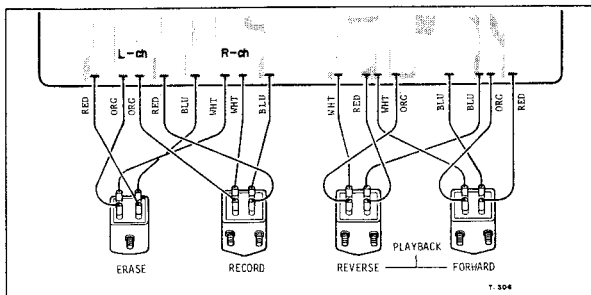 L-ch R-ch
RED ORG ORG RED BLU WHT WHT BLU WHT RED WHT ORG BLU BLU ORG RED
ERASE RECORD REVERSE PLAYBACK FORWARD
7-304